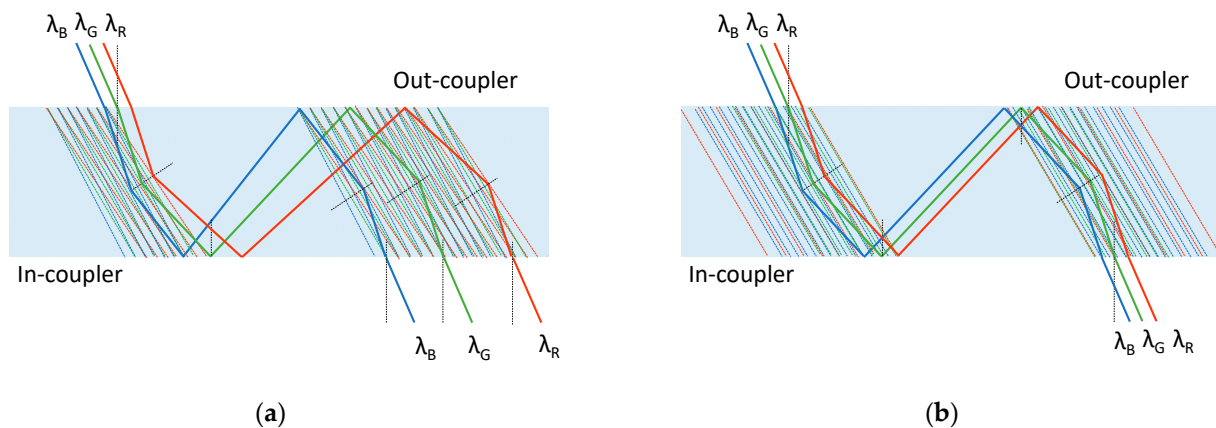 λB λG λR
Out-coupler
In-coupler
λB λG λR
(a)
λB λG λR
Out-coupler
In-coupler
λB λG λR
(b)